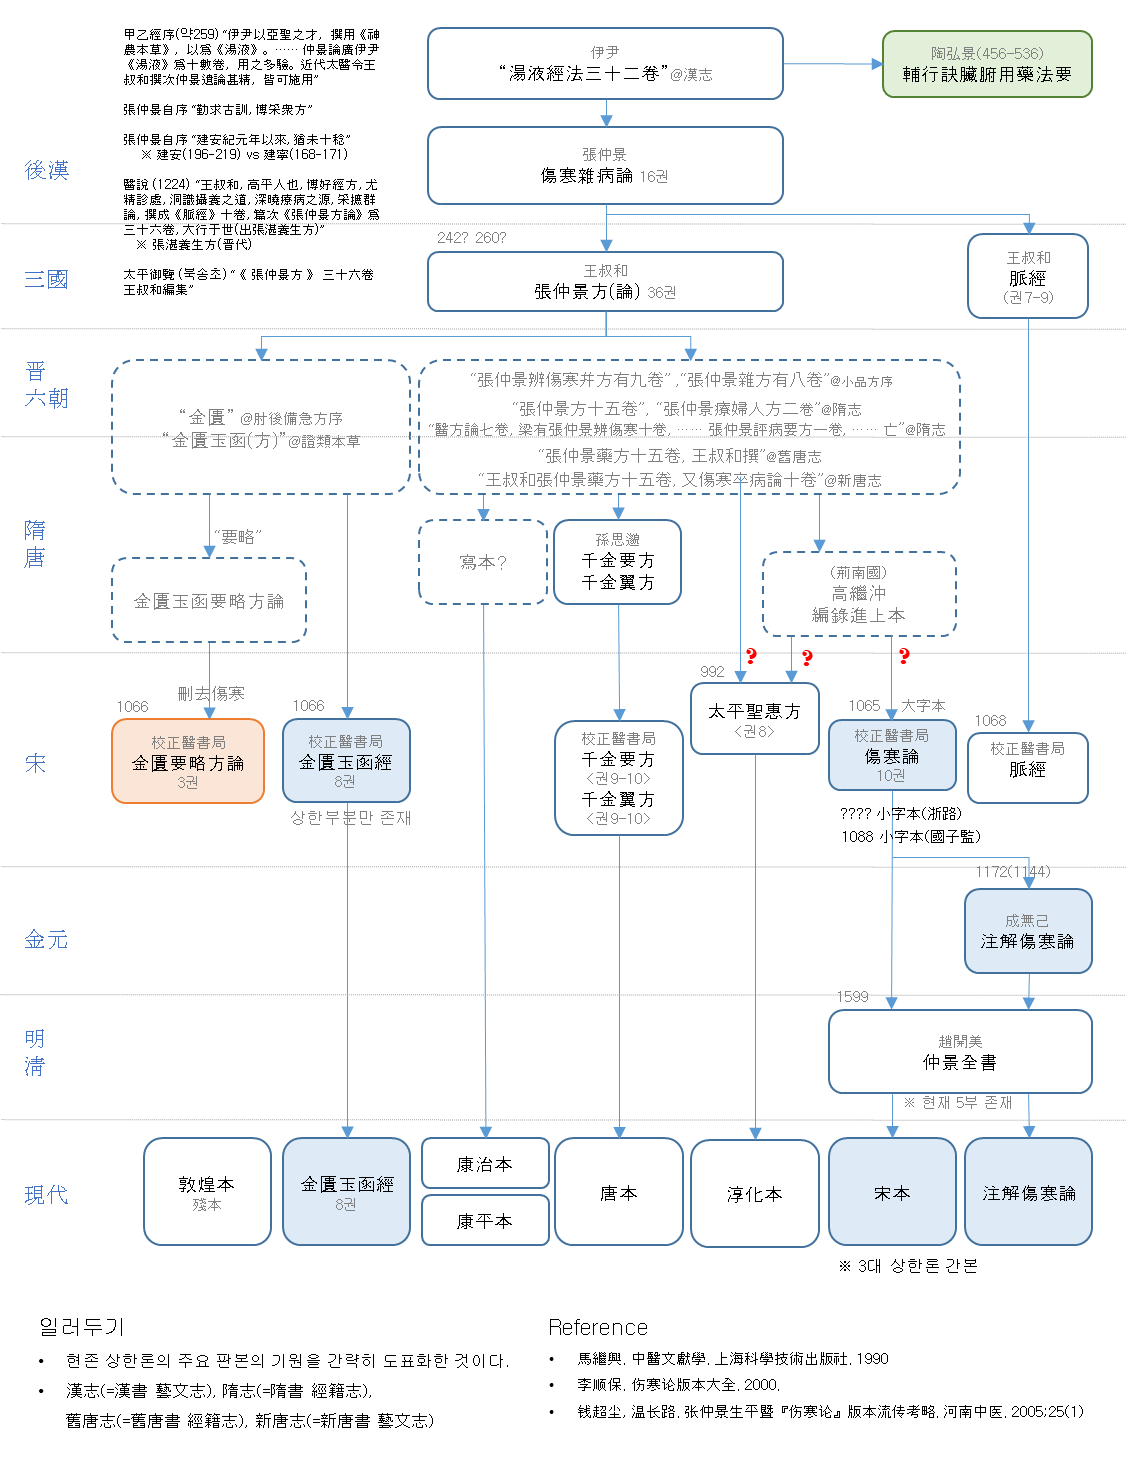 甲乙經序(약259) “伊尹以亞聖之才, 撰用《神
農本草》, 以爲《湯液》。⋯⋯ 仲景論廣伊尹
《湯液》爲十數卷, 用之多驗。近代太醫令王
叔和撰次仲景遺論甚精, 皆可施用”
張仲景自序 “勤求古訓, 博采衆方”
張仲景自序 “建安紀元年以來, 猶未十稔”
※ 建安(196-219) vs 建寧(168-171)
醫說 (1224) “王叔和, 高平人也, 博好經方, 尤
精診處, 洞識攝養之道, 深曉療病之源, 采摭群
論, 撰成《脈經》十卷, 篇次《張仲景方論》爲
三十六卷, 大行于世(出張湛養生方)”
※ 張湛養生方(晋代)
太平御覽 (북송초) “《 張仲景方 》 三十六卷
王叔和編集”
伊尹
“湯液經法三十二卷”@漢志
陶弘景(456-536)
輔行訣臟腑用藥法要
後漢
張仲景
傷寒雜病論 16권
三國
242? 260?
王叔和
張仲景方(論) 36권
王叔和
脈經
(권7-9)
晋
六朝
“金匱” @肘後備急方序
“金匱玉函(方)”@證類本草
“張仲景辨傷寒幷方有九卷” ,“張仲景雜方有八卷”@小品方序
“張仲景方十五卷”, “張仲景療婦人方二卷”@隋志
“醫方論七卷, 梁有張仲景辨傷寒十卷, ⋯⋯ 張仲景評病要方一卷, ⋯⋯ 亡”@隋志
“張仲景藥方十五卷, 王叔和撰”@舊唐志
“王叔和張仲景藥方十五卷, 又傷寒卒病論十卷”@新唐志
隋
唐
“要略”
金匱玉函要略方論
寫本?
孫思邈
千金要方
千金翼方
(荊南國)
高繼沖
編錄進上本
?
?
?
宋
刪去傷寒
1066
校正醫書局
金匱要略方論
3권
1066
校正醫書局
金匱玉函經
8권
상한부분만 존재
校正醫書局
千金要方
<권9-10>
千金翼方
<권9-10>
992
太平聖惠方
<권8>
1065 大字本
校正醫書局
傷寒論
10권
???? 小字本(浙路)
1088 小字本(國子監)
1068
校正醫書局
脈經
金元
1172(1144)
成無己
注解傷寒論
明
淸
1599
趙開美
仲景全書
※ 현재 5부 존재
現代
敦煌本
殘本
金匱玉函經
8권
康治本
康平本
唐本
淳化本
宋本
注解傷寒論
※ 3대 상한론 간본
일러두기
• 현존 상한론의 주요 판본의 기원을 간략히 도표화한 것이다.
• 漢志(=漢書 藝文志), 隋志(=隋書 經籍志),
舊唐志(=舊唐書 經籍志), 新唐志(=新唐書 藝文志)
Reference
• 馬繼興, 中醫文獻學, 上海科學技術出版社, 1990
• 李順保, 伤寒论版本大全, 2000,
• 钱超尘, 温长路, 张仲景生平暨『伤寒论』版本流传考略, 河南中医, 2005;25(1)